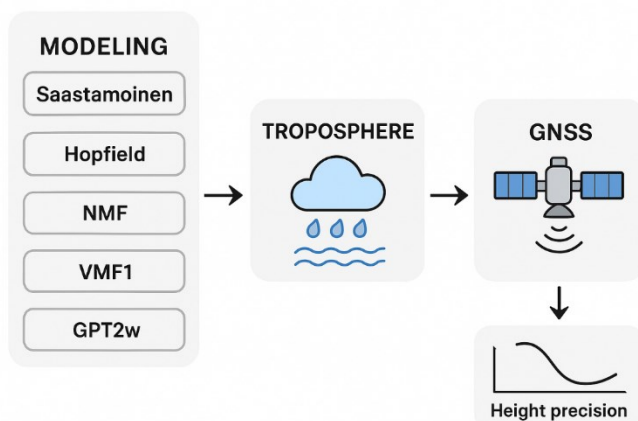 MODELING
Saastamoinen
Hopfield
NMF
VMF1
GPT2w
TROPOSPHERE
GNSS
Height precision